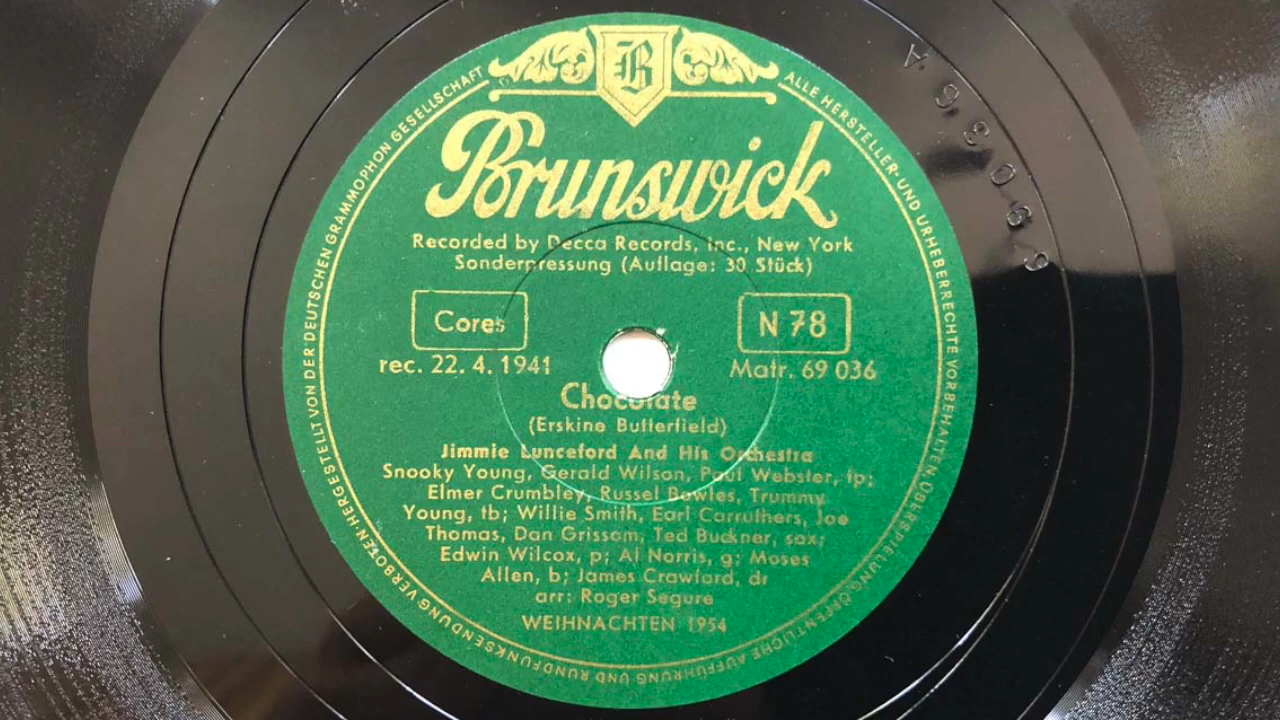 B
Brunswick
Recorded by Decca Records, Inc., New York
Sonderpressung (Auflage: 30 Stück)
Cores
N 78
rec. 22. 4. 1941
Matr. 69 036
Chocolate
(Erskine Butterfield)
Jimmie Lunceford And His Orchestra
Snooky Young, Gerald Wilson, Paul Webster, tp;
Elmer Crumbley, Russel Bowles, Trummy
Young, tb; Willie Smith, Earl Carruthers, Joe
Thomas, Dan Grissom, Ted Buckner, sax;
Edwin Wilcox, p; Al Norris, g; Moses
Allen, b; James Crawford, dr
arr: Roger Segure
WEIHNACHTEN 1954
HERGESTELLT VON DER DEUTSCHEN GRAMMOPHON GESELLSCHAFT
ALLE HERSTELLER- UND URHEBERRECHTE VORBEHALTEN · ÜBERSPIELUNG · ÖFFENTLICHE AUFFÜHRUNG UND RUNDFUNKSENDUNG VERBOTEN ·
69036A